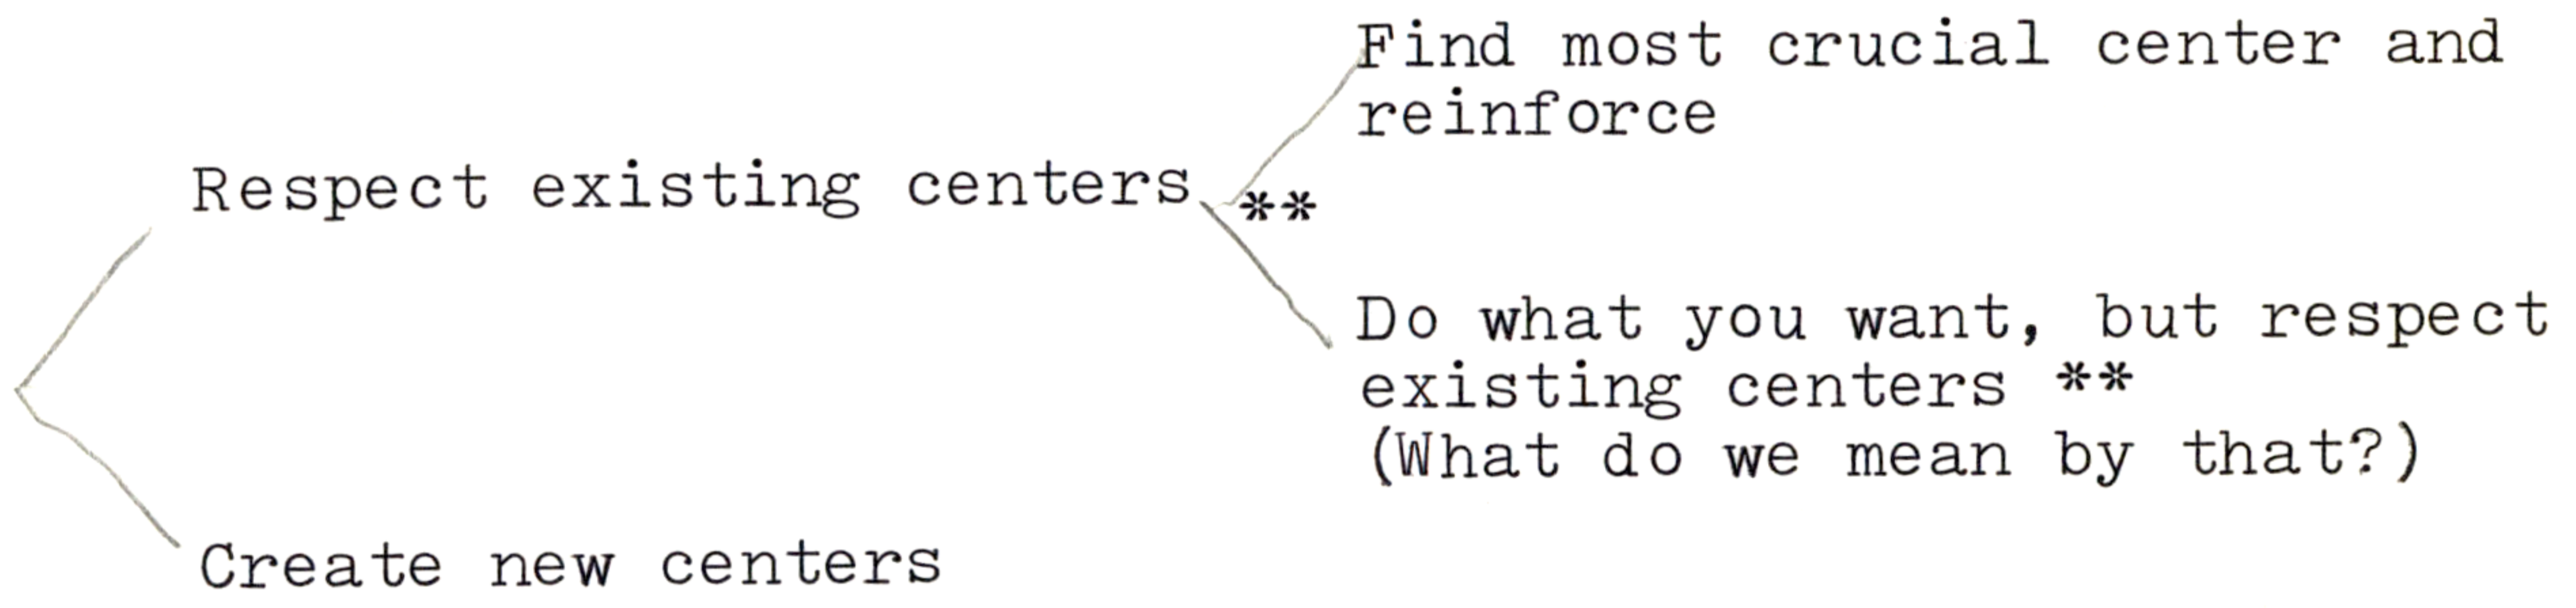 Find most crucial center and
reinforce
Respect existing centers
**
Do what you want, but respect
existing centers **
(What do we mean by that?)
Create new centers